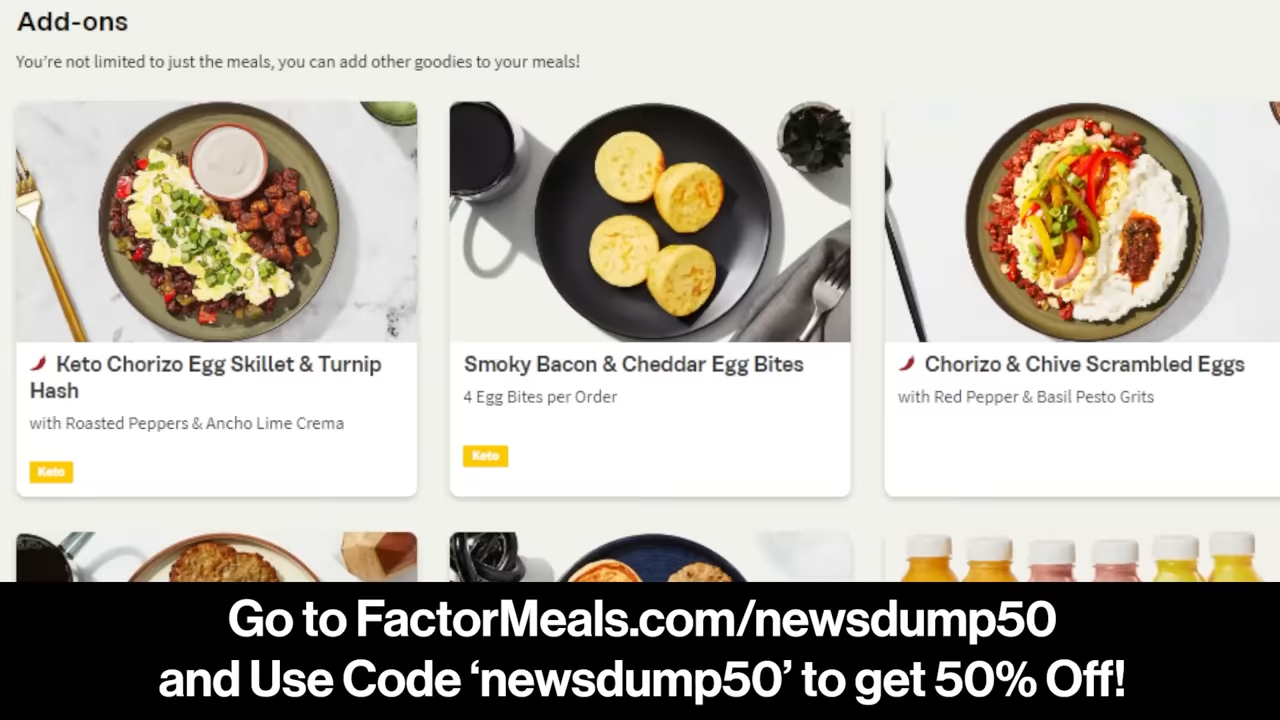 Add-ons
You're not limited to just the meals, you can add other goodies to your meals!
Keto Chorizo Egg Skillet & Turnip
Hash
with Roasted Peppers & Ancho Lime Crema
Keto
Smoky Bacon & Cheddar Egg Bites
4 Egg Bites per Order
Keto
Chorizo & Chive Scrambled Eggs
with Red Pepper & Basil Pesto Grits
Go to FactorMeals.com/newsdump50
and Use Code ‘newsdump50’ to get 50% Off!